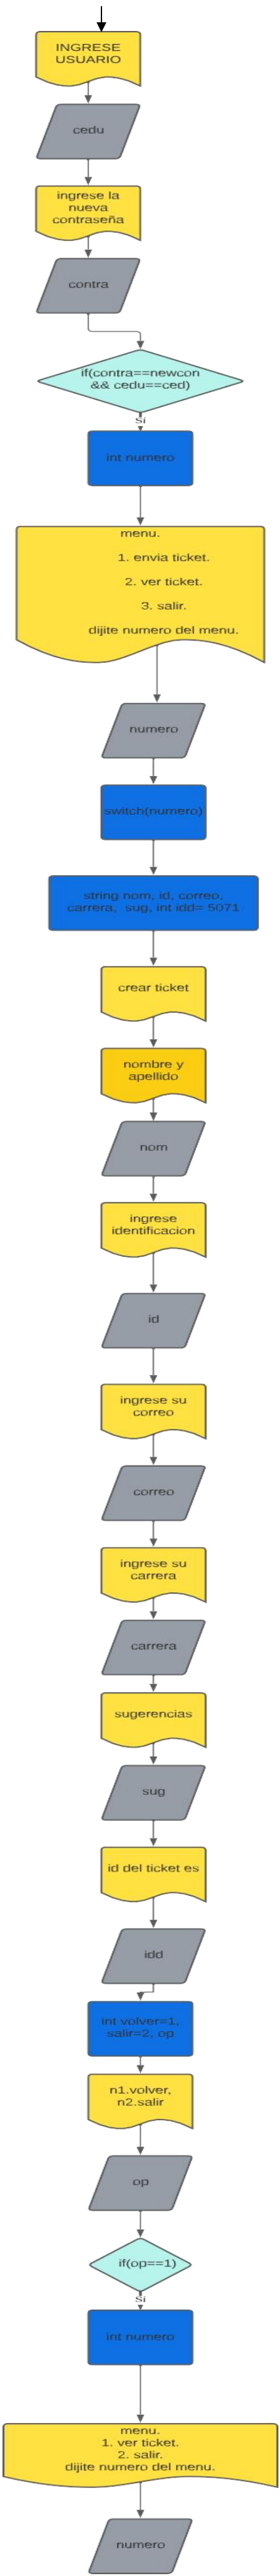 INGRESE
USUARIO
cedu
ingrese la
nueva
contraseña
contra
if(contra==newcon
&& cedu==ced)
Sí
int numero
menu.
1. envia ticket.
2. ver ticket.
3. salir.
dijite numero del menu.
numero
switch(numero)
string nom, id, correo,
carrera, sug, int idd= 5071
crear ticket
nombre y
apellido
nom
ingrese
identificacion
id
ingrese su
correo
correo
ingrese su
carrera
carrera
sugerencias
sug
id del ticket es
idd
int volver=1,
salir=2, op
n1.volver,
n2.salir
op
if(op==1)
Sí
int numero
menu.
1. ver ticket.
2. salir.
dijite numero del menu.
numero